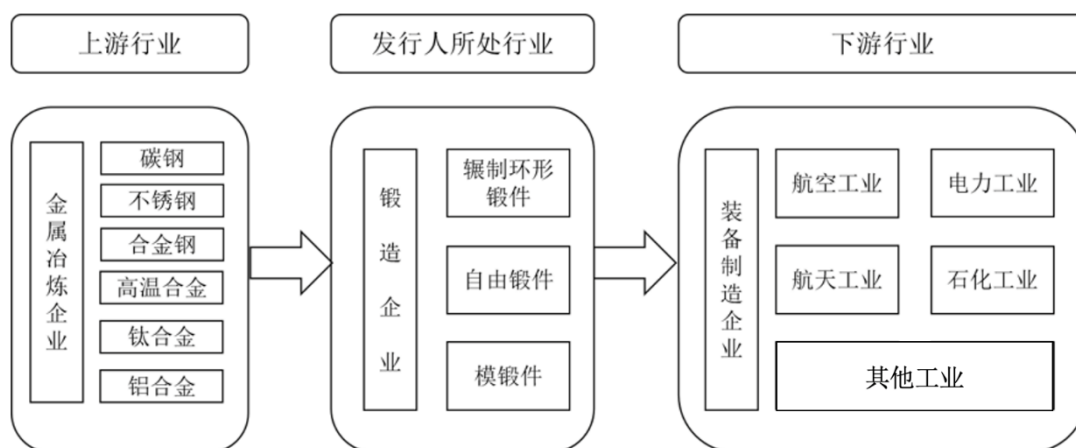 上游行业
发行人所处行业
下游行业
金属冶炼企业
碳钢
不锈钢
合金钢
高温合金
钛合金
铝合金
锻造企业
辗制环形
锻件
自由锻件
模锻件
装备制造企业
航空工业
电力工业
航天工业
石化工业
其他工业